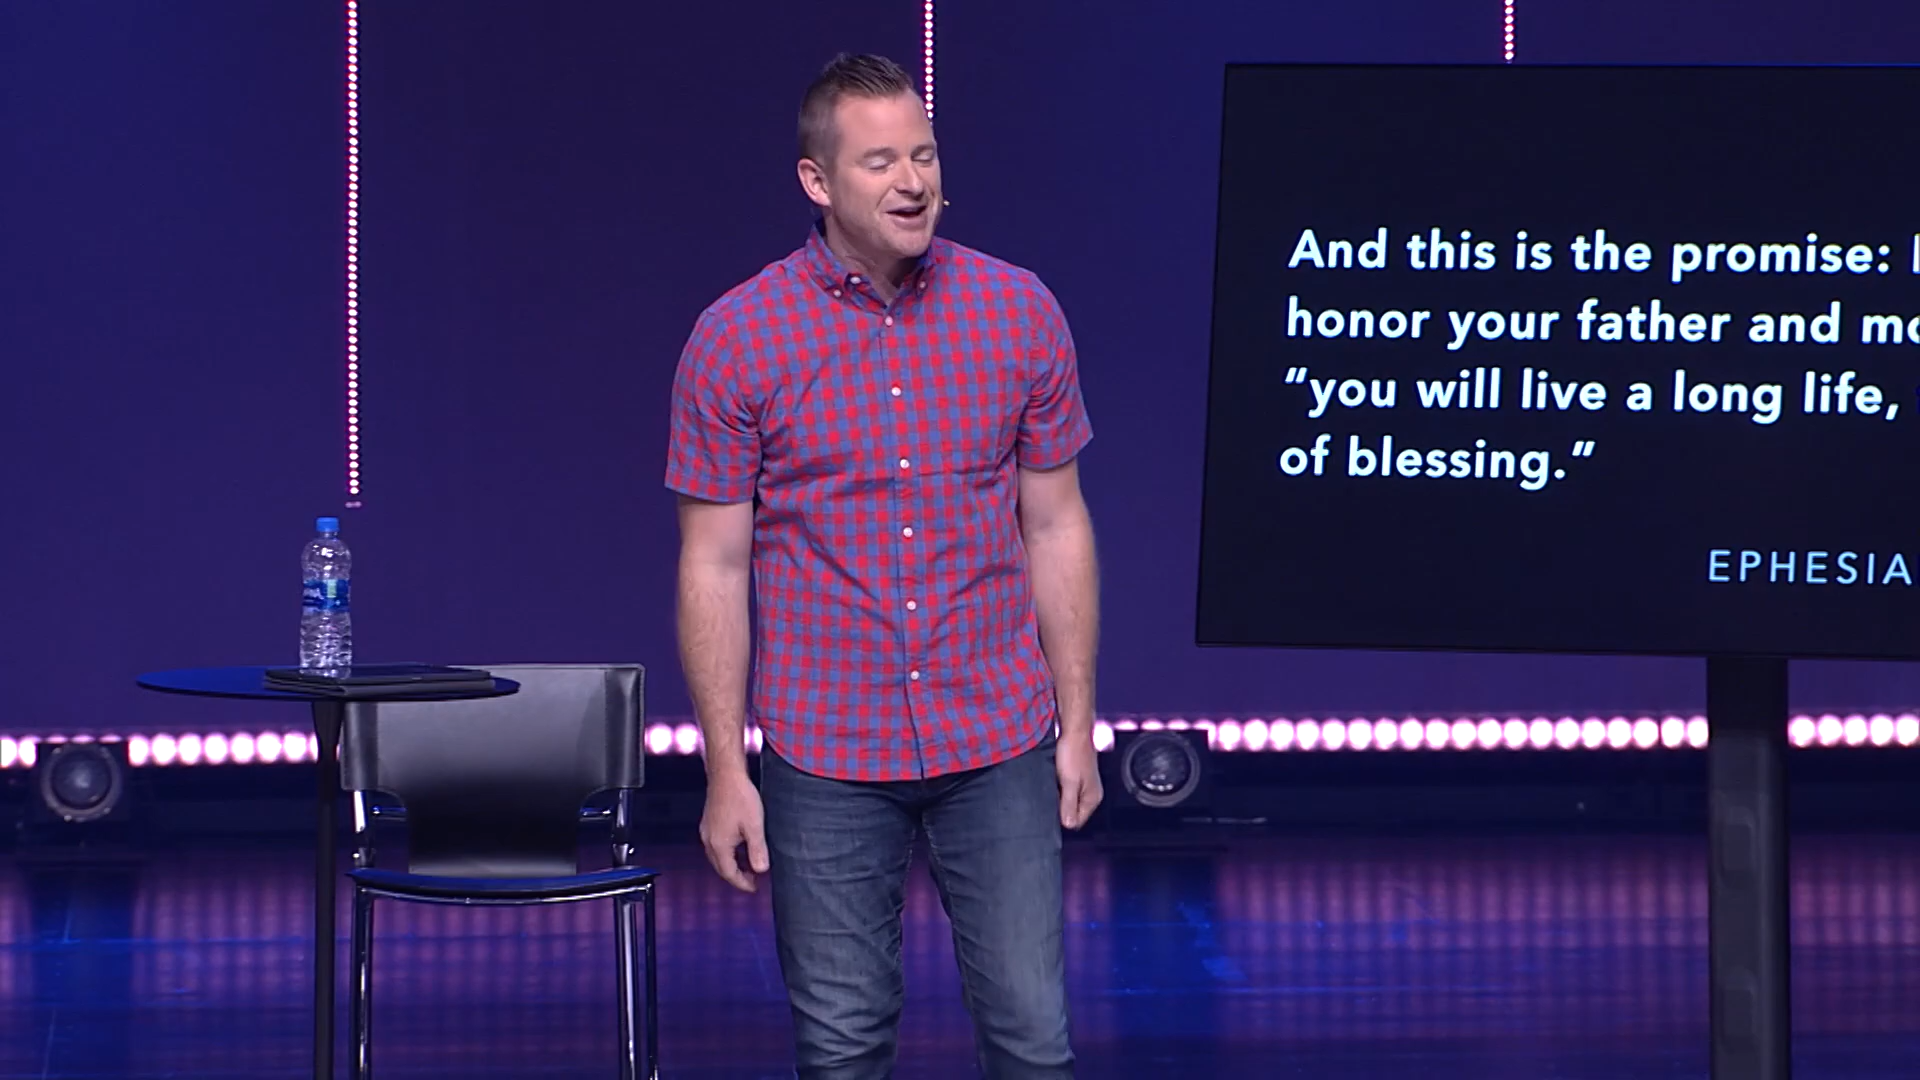 And this is the promise:
honor your father and
“you will live a long life,
of blessing.”
EPHESIA